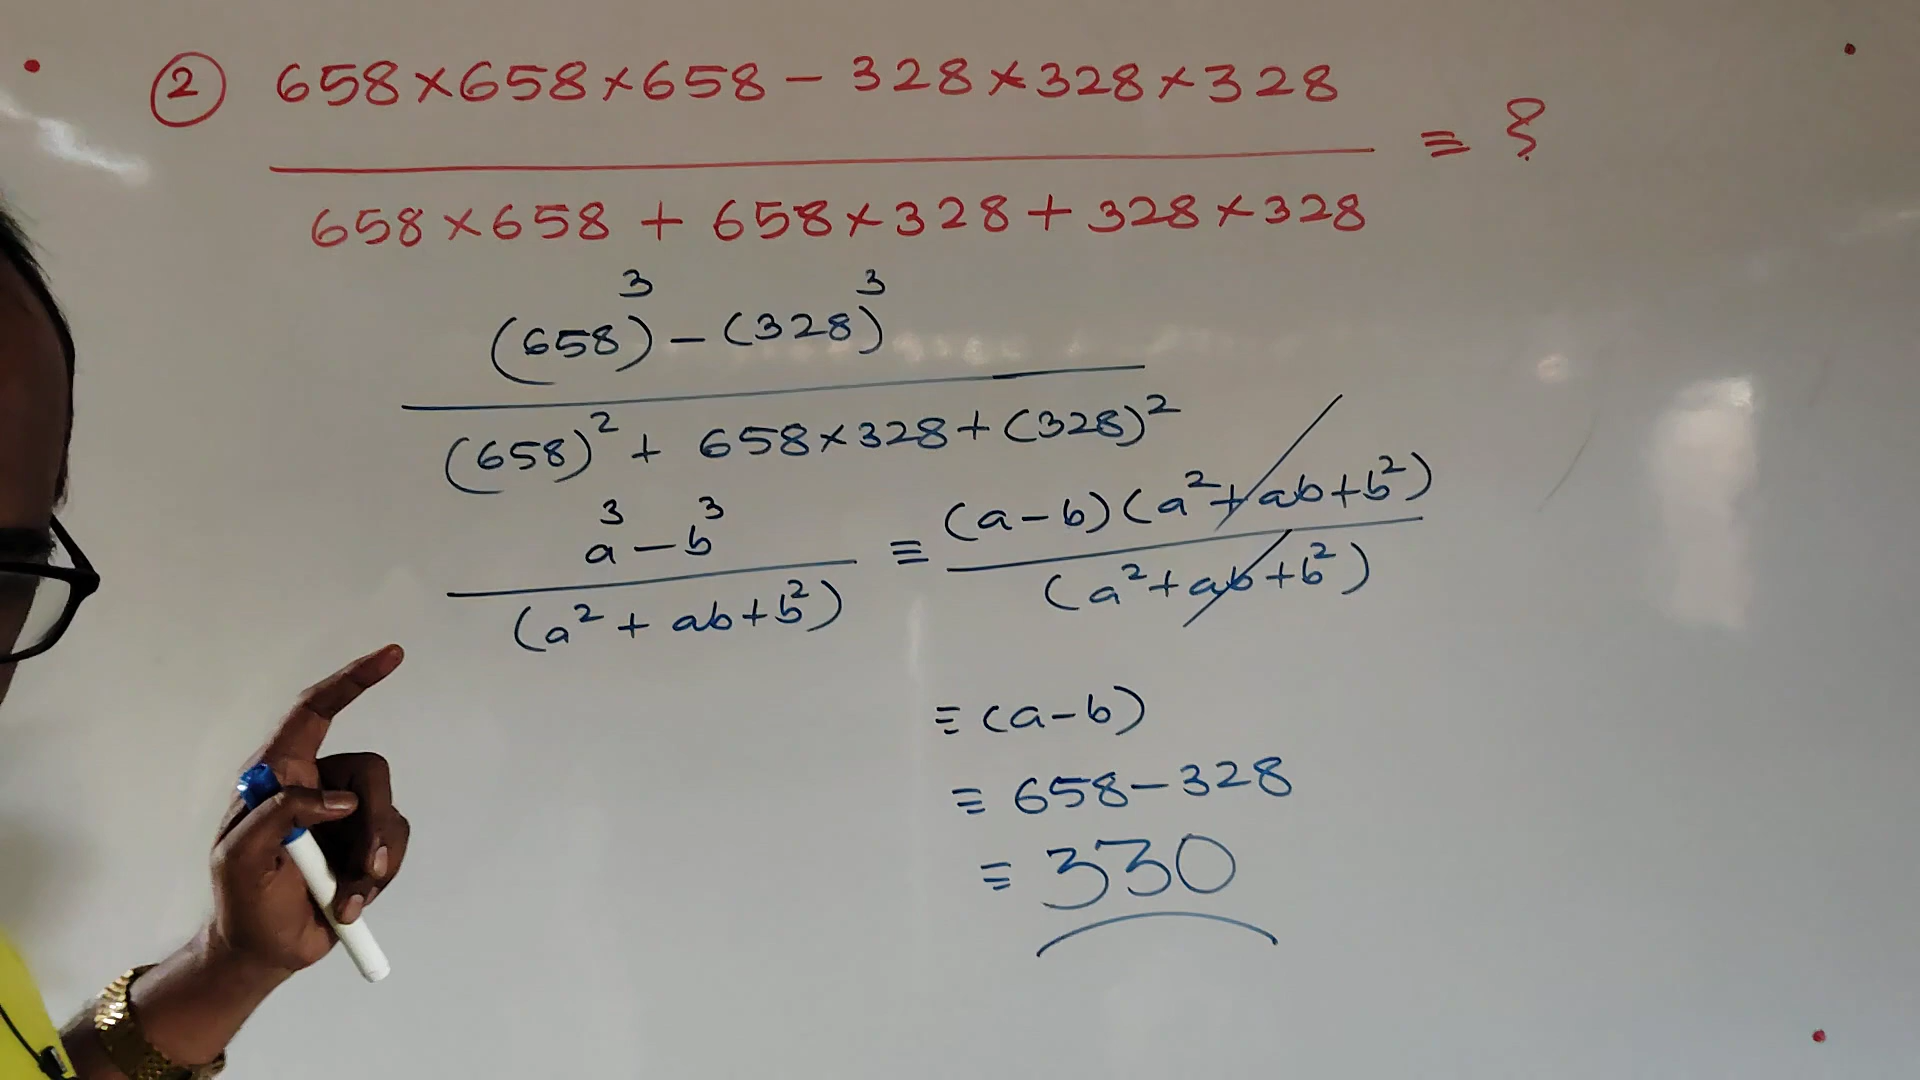 ② 658×658×658 − 328×328×328
———————————————— = ?
658×658 + 658×328 + 328×328
(658)³ − (328)³
————————————
(658)² + 658×328 + (328)²
a³ − b³ = (a−b)(a²+ab+b²)
———————— ————————————
(a² + ab + b²) (a²+ab+b²)
= (a−b)
= 658−328
= 330